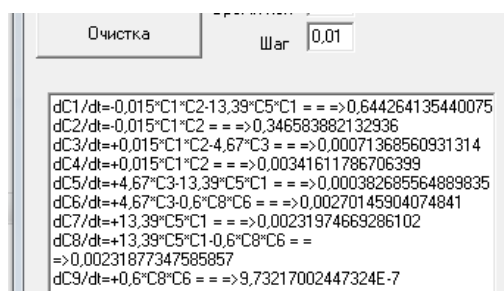 Очистка
Шаг
0,01
dC1/dt=-0,015*C1*C2-13,39*C5*C1 = = =>0,644264135440075
dC2/dt=-0,015*C1*C2 = = =>0,346583882132936
dC3/dt=+0,015*C1*C2-4,67*C3 = = =>0,000713685609 31314
dC4/dt=+0,015*C1*C2 = = =>0,00341611786706399
dC5/dt=+4,67*C3-13,39*C5*C1 = = =>0,000382685564889835
dC6/dt=+4,67*C3-0,6*C8*C6 = = =>0,00270145904074841
dC7/dt=+13,39*C5*C1 = = =>0,00231974669286102
dC8/dt=+13,39*C5*C1-0,6*C8*C6 = =
=>0,00231877347585857
dC9/dt=+0,6*C8*C6 = = =>9,73217002447324E-7